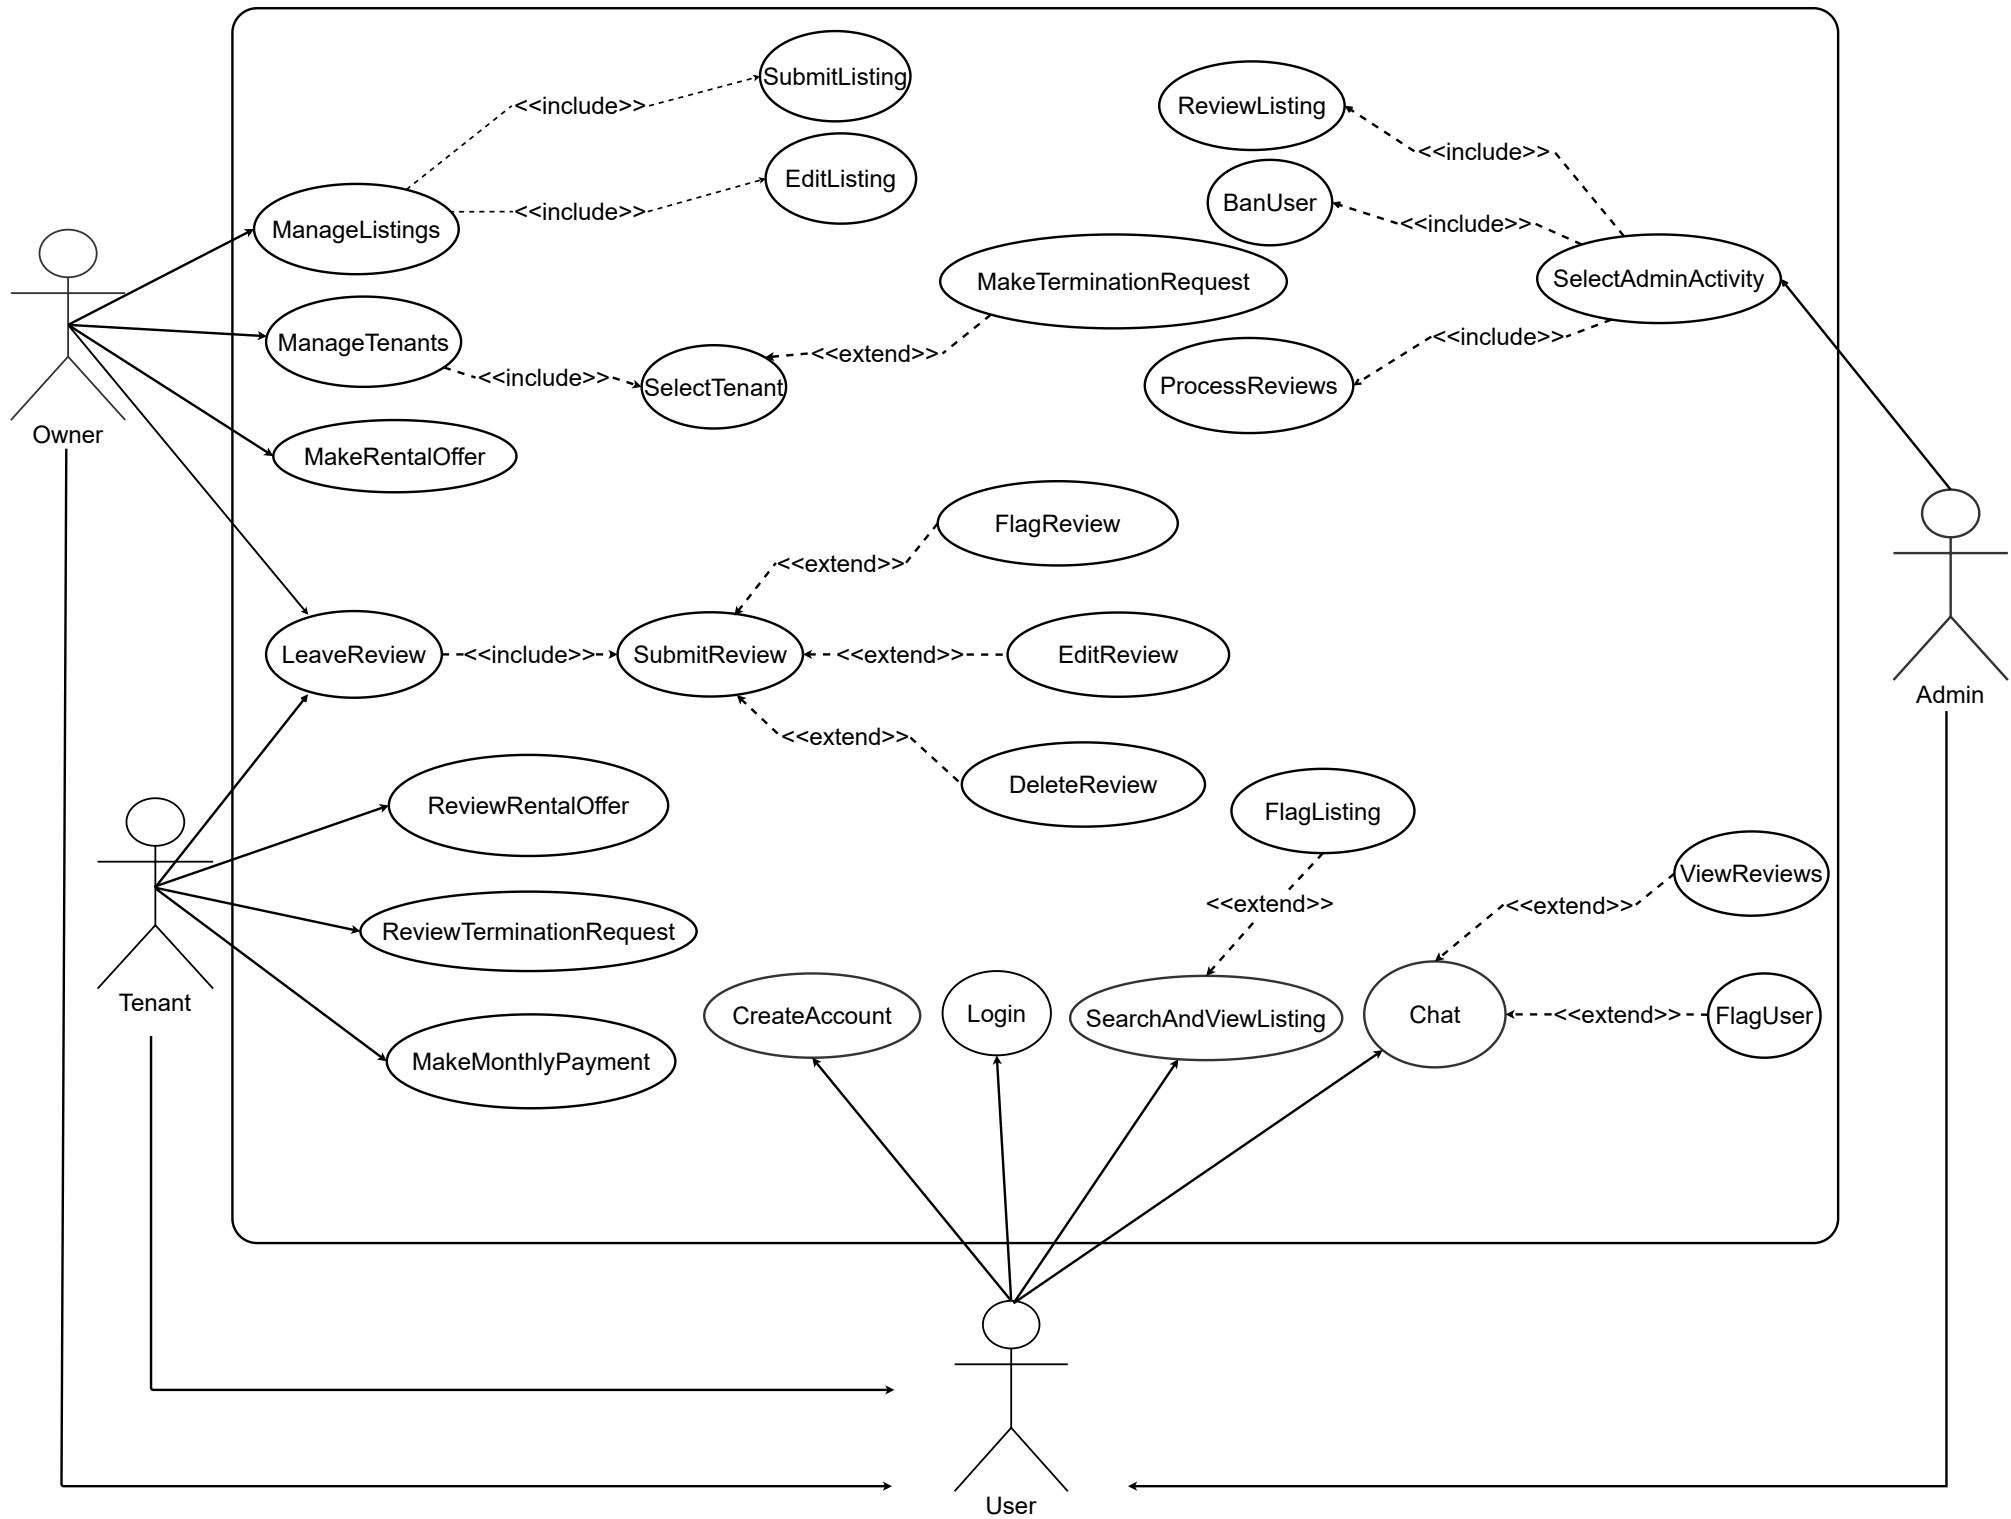 SubmitListing
<<include>>
ReviewListing
<<include>>
EditListing
<<include>>
BanUser
<<include>>
ManageListings
MakeTerminationRequest
SelectAdminActivity
ManageTenants
<<extend>>
<<include>>
<<include>>
SelectTenant
ProcessReviews
Owner
MakeRentalOffer
FlagReview
<<extend>>
LeaveReview
<<include>>
SubmitReview
<<extend>>
EditReview
Admin
<<extend>>
DeleteReview
ReviewRentalOffer
FlagListing
ViewReviews
<<extend>>
<<extend>>
ReviewTerminationRequest
Tenant
CreateAccount
Login
SearchAndViewListing
Chat
<<extend>>
FlagUser
MakeMonthlyPayment
User